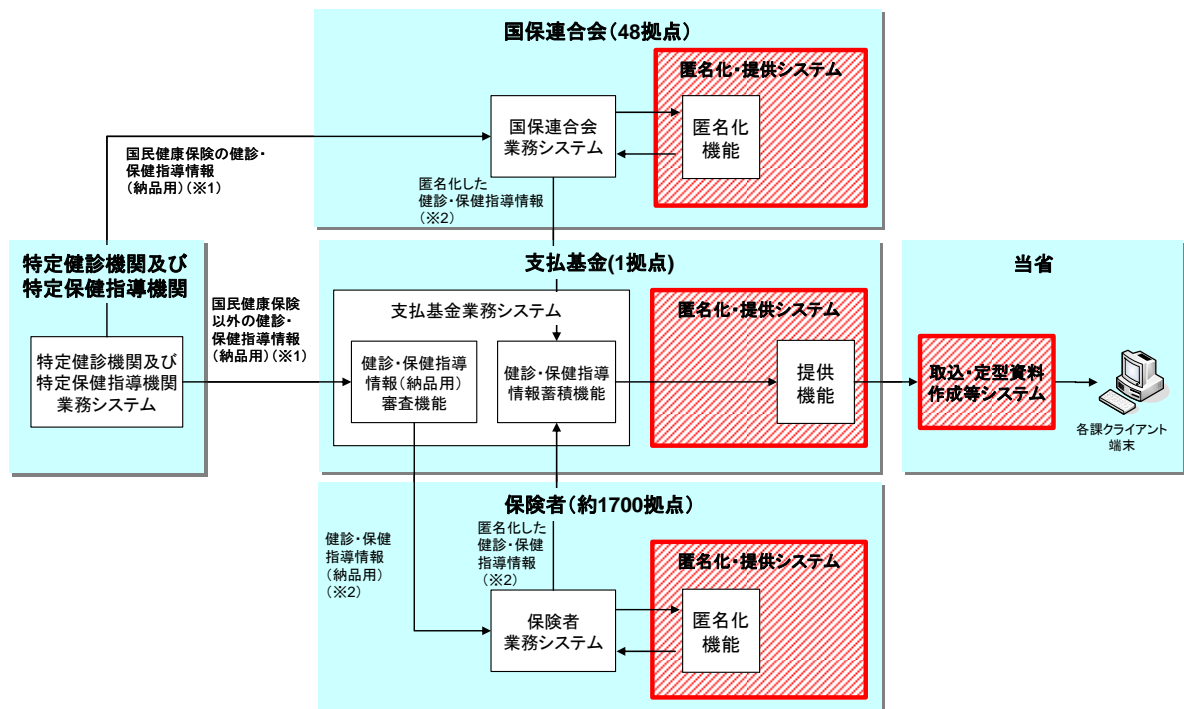 国保連合会（48拠点）
匿名化・提供システム
国保連合会
業務システム
匿名化
機能
国民健康保険の健診・
保健指導情報
（納品用）（※1）
匿名化した
健診・保健指導情報
（※2）
特定健診機関及び
特定保健指導機関
特定健診機関及び
特定保健指導機関
業務システム
国民健康保険
以外の健診・
保健指導情報
（納品用）（※1）
支払基金(1拠点)
支払基金業務システム
健診・保健指導
情報（納品用）
審査機能
健診・保健指導
情報蓄積機能
匿名化・提供システム
提供
機能
当省
取込・定型資料
作成等システム
各課クライアント
端末
保険者（約1700拠点）
健診・保健
指導情報
（納品用）
（※2）
匿名化した
健診・保健
指導情報
（※2）
保険者
業務システム
匿名化・提供システム
匿名化
機能